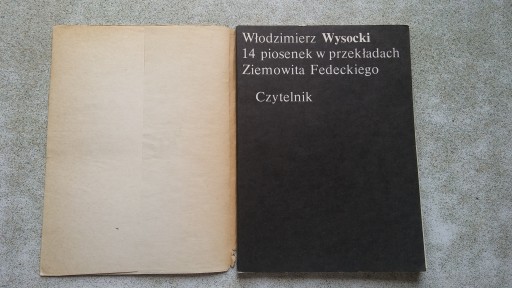 Włodzimierz Wysocki
14 piosenek w przekładach
Ziemowita Fedeckiego
Czytelnik